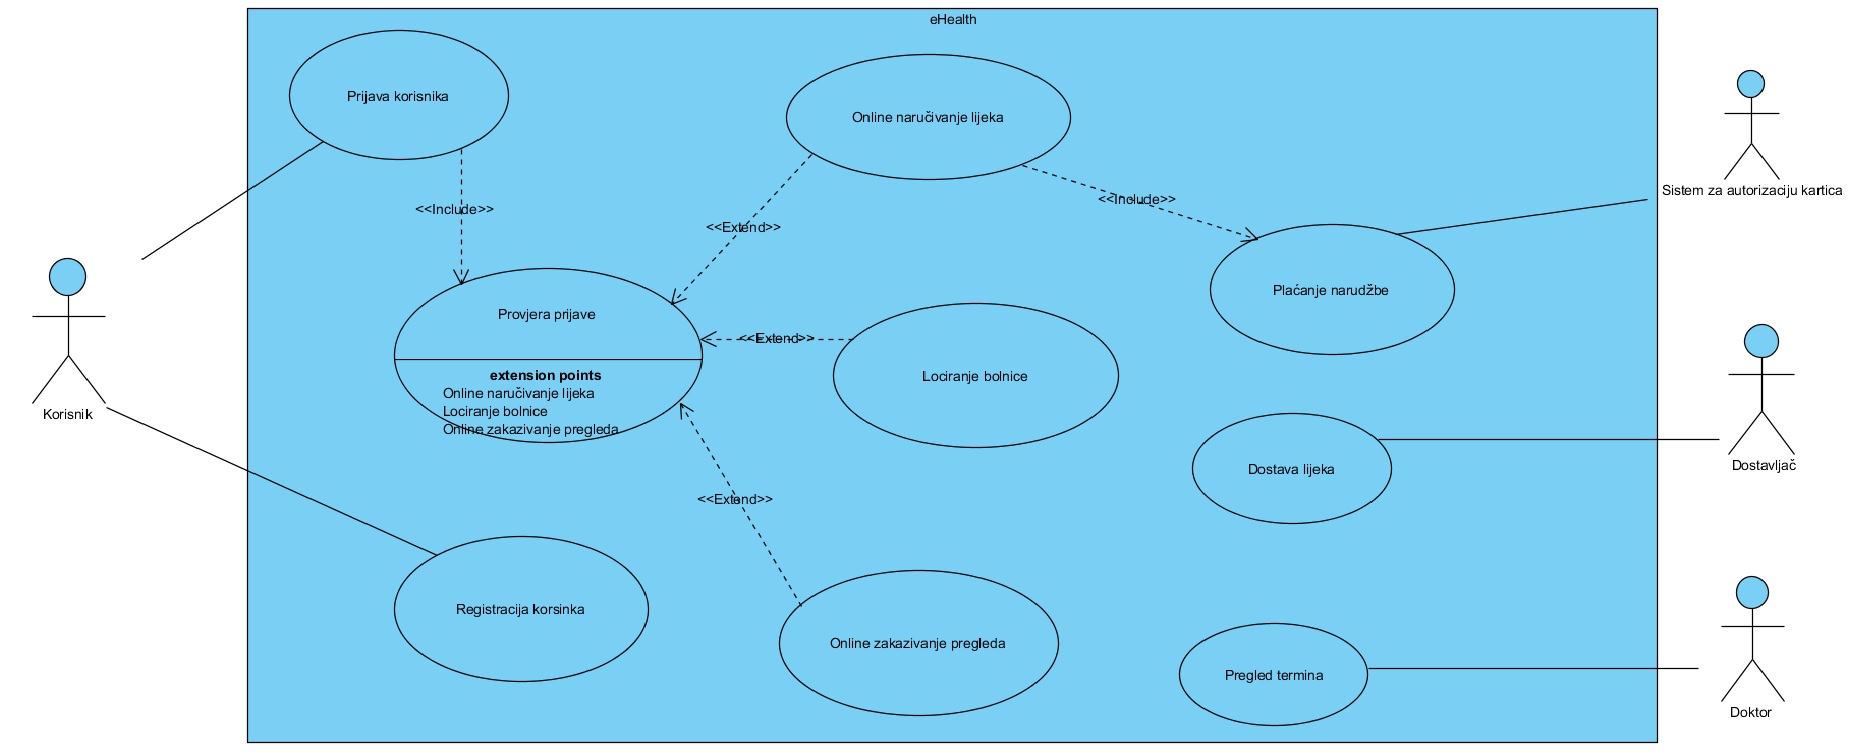 eHealth
Prijava korisnika
Online naručivanje lijeka
Sistem za autorizaciju kartica
<<Include>>
<<Include>>
<<Extend>>
Plaćanje narudžbe
Provjera prijave
<<Extend>>
extension points
Online naručivanje lijeka
Lociranje bolnice
Online zakazivanje pregleda
Lociranje bolnice
Korisnik
Dostava lijeka
Dostavljač
<<Extend>>
Registracija korsinka
Online zakazivanje pregleda
Pregled termina
Doktor